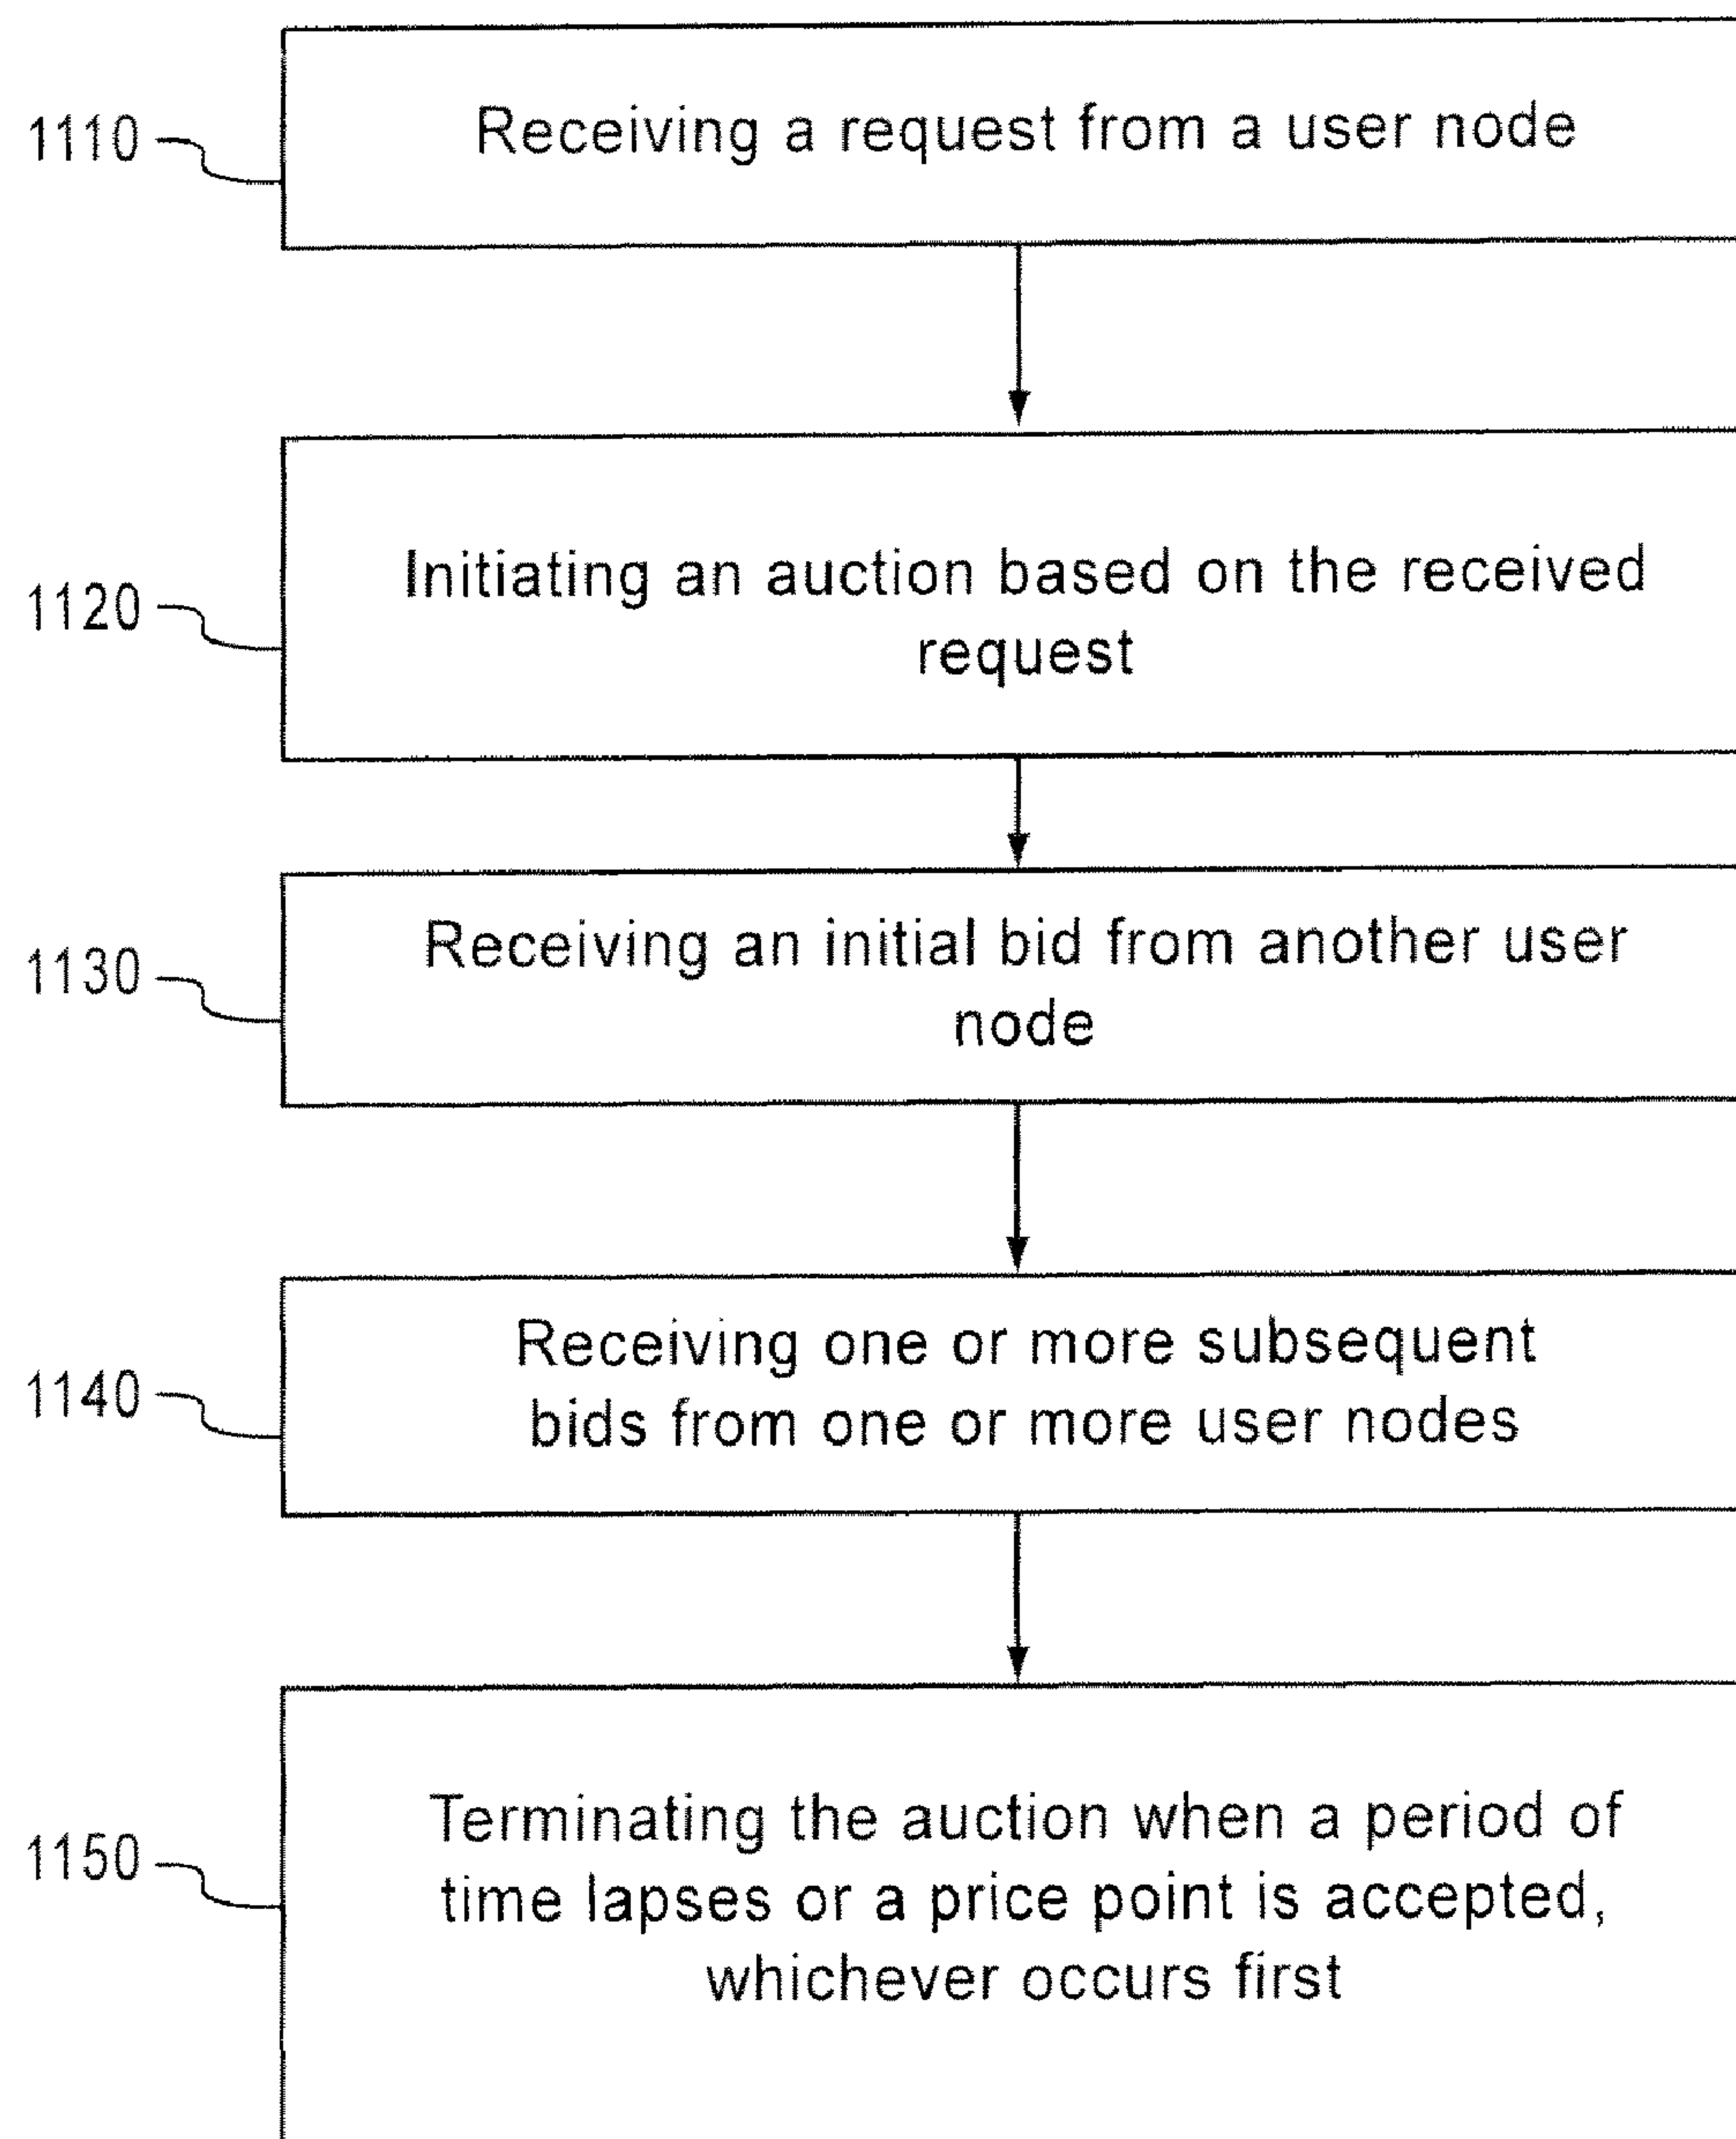 1110
Receiving a request from a user node
1120
Initiating an auction based on the received
request
1130
Receiving an initial bid from another user
node
1140
Receiving one or more subsequent
bids from one or more user nodes
1150
Terminating the auction when a period of
time lapses or a price point is accepted,
whichever occurs first